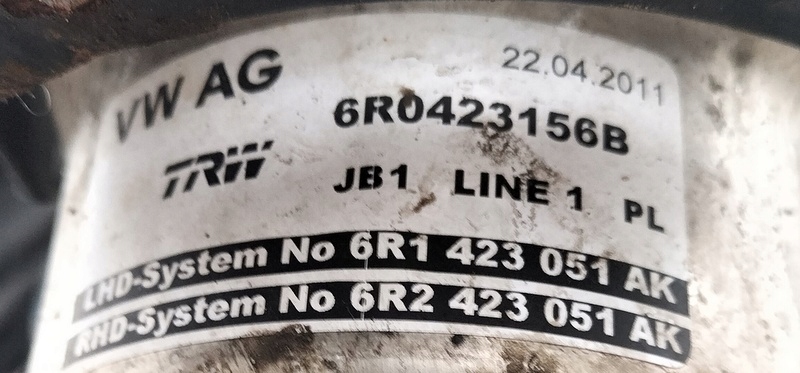 VW AG 22.04.2011
6R0423156B
TRW JB1 LINE 1 PL
LHD-System No 6R1 423 051 AK
RHD-System No 6R2 423 051 AK